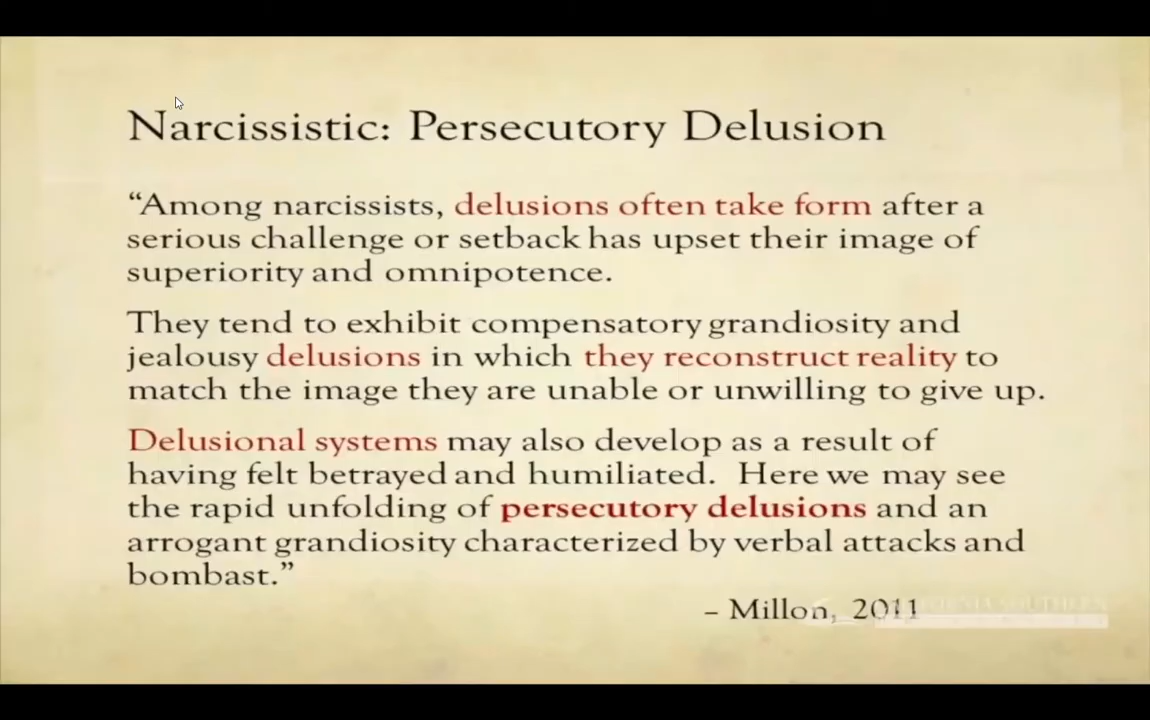 Narcissistic: Persecutory Delusion
“Among narcissists, delusions often take form after a
serious challenge or setback has upset their image of
superiority and omnipotence.
They tend to exhibit compensatory grandiosity and
jealousy delusions in which they reconstruct reality to
match the image they are unable or unwilling to give up.
Delusional systems may also develop as a result of
having felt betrayed and humiliated.  Here we may see
the rapid unfolding of persecutory delusions and an
arrogant grandiosity characterized by verbal attacks and
bombast.”
– Millon, 2011
SOUTHERN